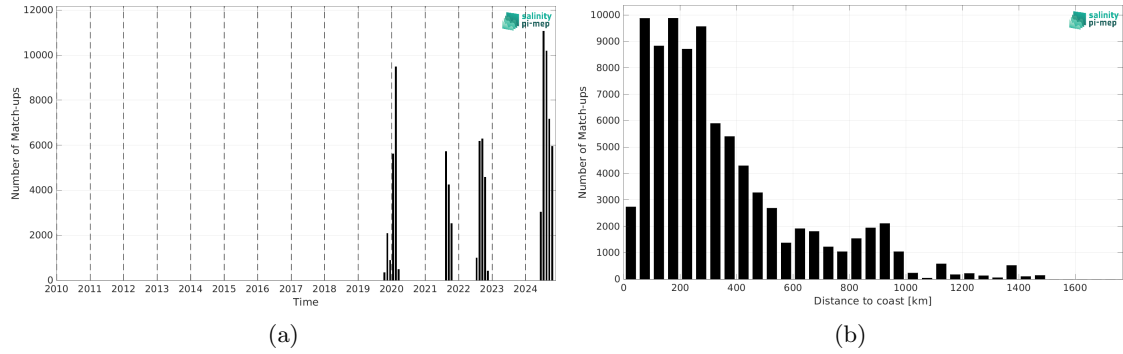 salinity
pi-mep
12000
10000
8000
6000
4000
2000
0
Number of Match-ups
2010 2011 2012 2013 2014 2015 2016 2017 2018 2019 2020 2021 2022 2023 2024
Time
(a)
salinity
pi-mep
10000
9000
8000
7000
6000
5000
4000
3000
2000
1000
0
Number of Match-ups
0 200 400 600 800 1000 1200 1400 1600
Distance to coast [km]
(b)